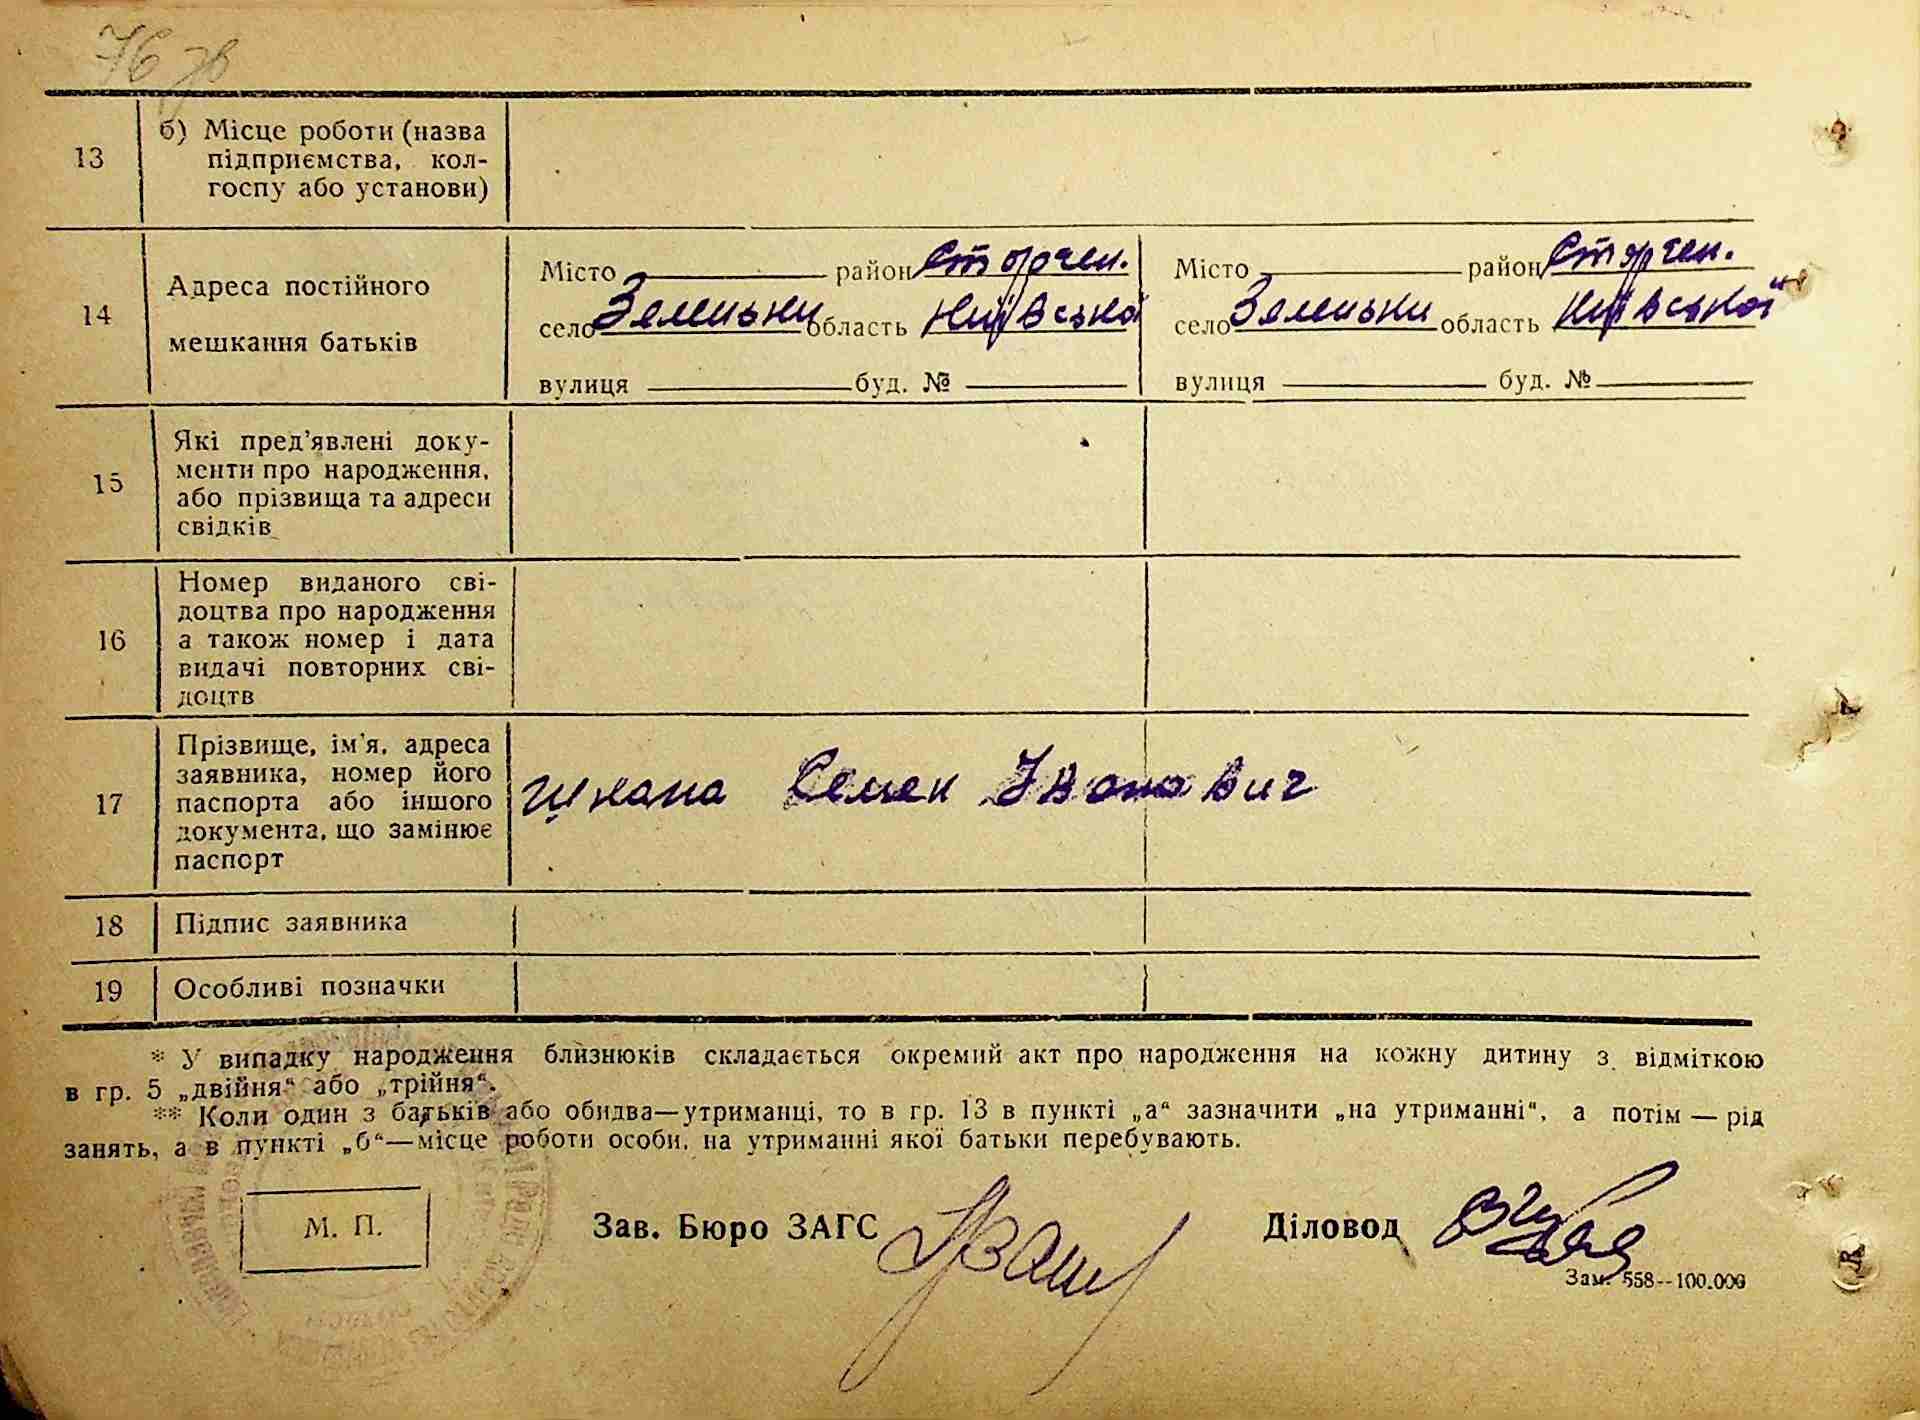 76 зв
13
б) Місце роботи (назва
підприємства, кол-
госпу або установи)
14
Адреса постійного
мешкання батьків
Місто район Сторчен.
село Зяменьки область Київської
вулиця буд. №
Місто район Сторчен.
село Зяменьки область Київської
вулиця буд. №
15
Які пред'явлені доку-
менти про народження,
або прізвища та адреси
свідків
16
Номер виданого сві-
доцтва про народження
а також номер і дата
видачі повторних сві-
доцтв
17
Прізвище, ім'я, адреса
заявника, номер його
паспорта або іншого
документа, що замінює
паспорт
Шкапа Семен Іванович
18
Підпис заявника
19
Особливі позначки
* У випадку народження близнюків складається окремий акт про народження на кожну дитину з відміткою
в гр. 5 „двійня“ або „трійня“.
** Коли один з батьків або обидва—утриманці, то в гр. 13 в пункті „а“ зазначити „на утриманні“, а потім — рід
занять, а в пункті „б“—місце роботи особи, на утриманні якої батьки перебувають.
М. П.
Зав. Бюро ЗАГС
Діловод
Зам. 558--100.000